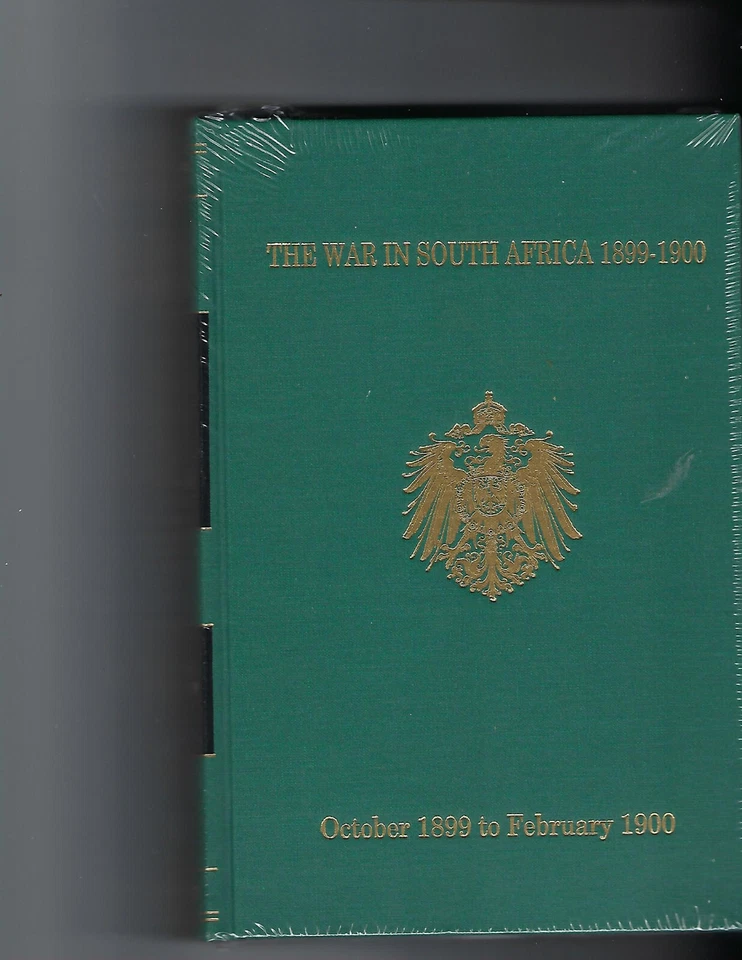 THE WAR IN SOUTH AFRICA 1899-1900
October 1899 to February 1900